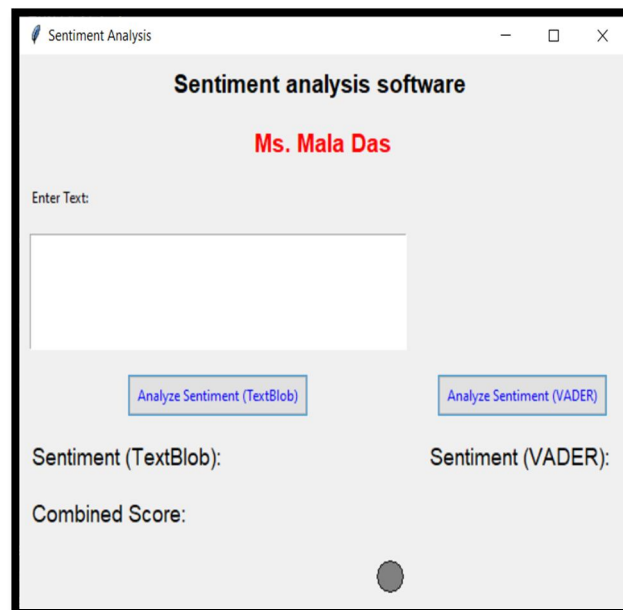 Sentiment Analysis
Sentiment analysis software
Ms. Mala Das
Enter Text:
Analyze Sentiment (TextBlob) Analyze Sentiment (VADER)
Sentiment (TextBlob): Sentiment (VADER):
Combined Score: